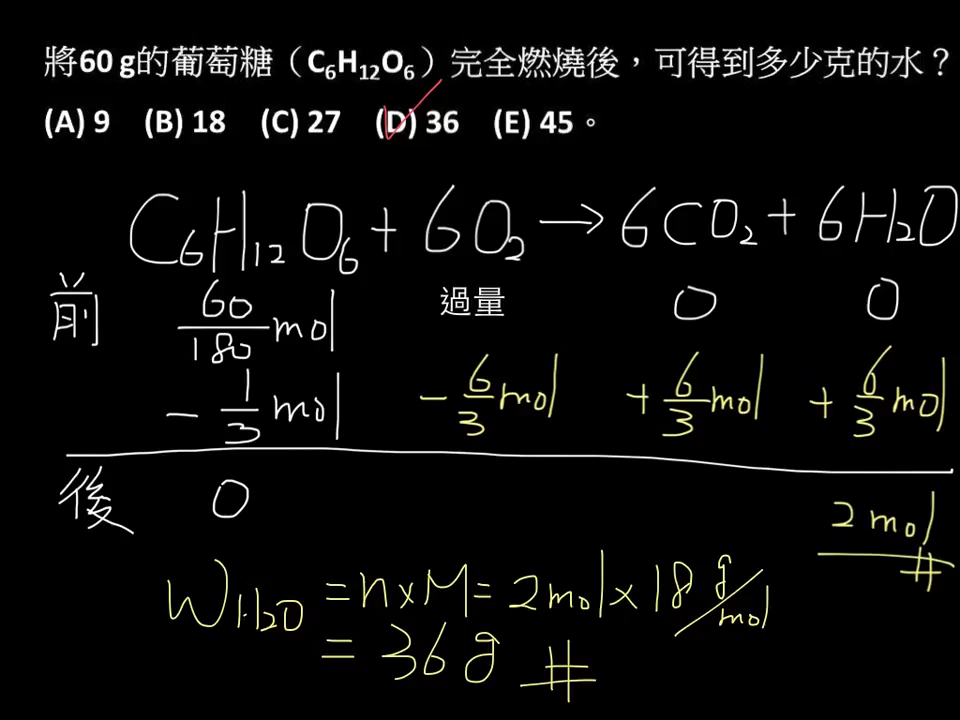 將60 g的葡萄糖（C₆H₁₂O₆）完全燃燒後，可得到多少克的水？
(A) 9 (B) 18 (C) 27 (D) 36 (E) 45。
C₆H₁₂O₆ + 6O₂ → 6CO₂ + 6H₂O
前 60/180 mol 過量 0 0
- 1/3 mol - 6/3 mol + 6/3 mol + 6/3 mol
後 0 2 mol #
W H₂O = n × M = 2 mol × 18 g/mol
= 36 g #